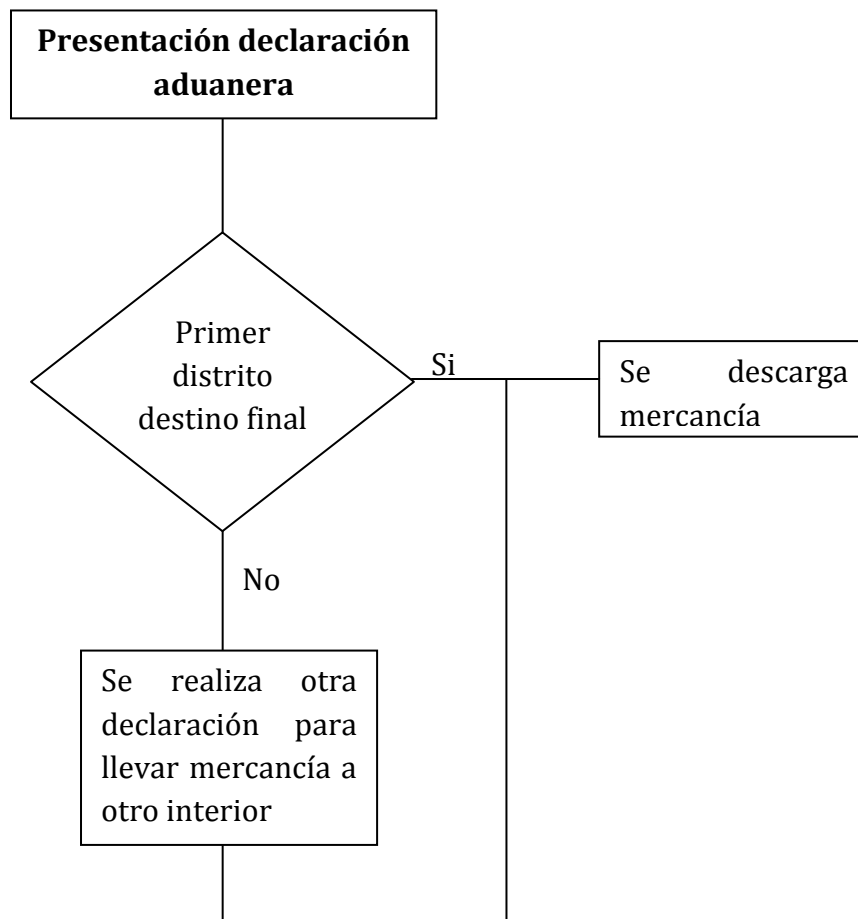 Presentación declaración
aduanera
Primer
distrito
destino final
Si
Se descarga
mercancía
No
Se realiza otra
declaración para
llevar mercancía a
otro interior